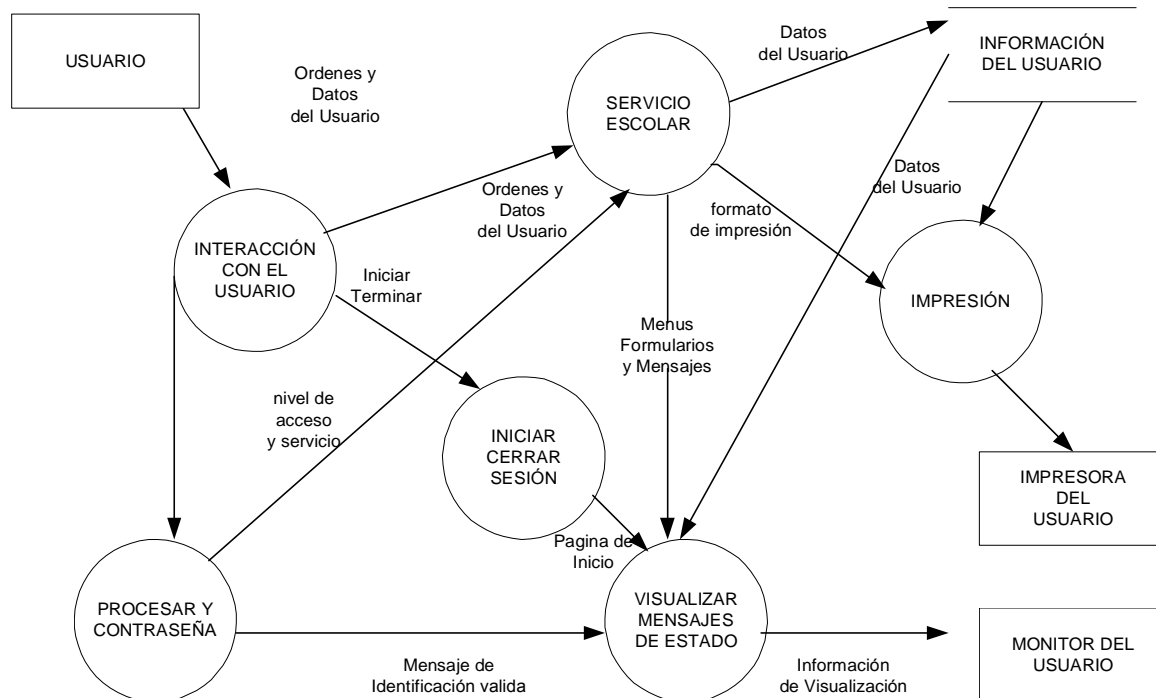 USUARIO
Ordenes y
Datos
del Usuario
SERVICIO
ESCOLAR
Datos
del Usuario
INFORMACIÓN
DEL USUARIO
INTERACCIÓN
CON EL
USUARIO
Ordenes y
Datos
del Usuario
formato
de impresión
Datos
del Usuario
IMPRESIÓN
Iniciar
Terminar
Menus
Formularios
y Mensajes
nivel de
acceso
y servicio
INICIAR
CERRAR
SESIÓN
IMPRESORA
DEL
USUARIO
Pagina de
Inicio
PROCESAR Y
CONTRASEÑA
VISUALIZAR
MENSAJES
DE ESTADO
MONITOR DEL
USUARIO
Mensaje de
Identificación valida
Información
de Visualización